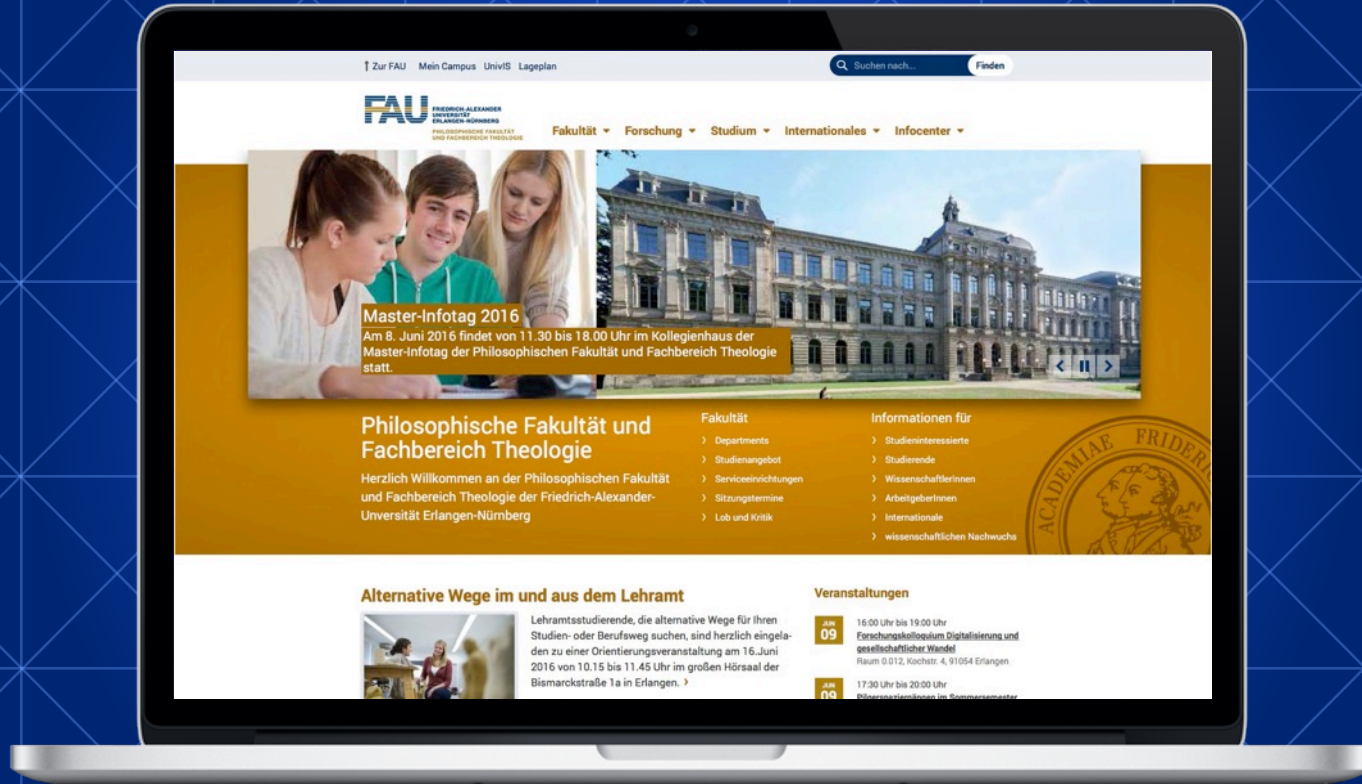 ↑ Zur FAU Mein Campus UnivIS Lageplan
Suchen nach... Finden
FAU
FRIEDRICH-ALEXANDER
UNIVERSITÄT
ERLANGEN-NÜRNBERG
PHILOSOPHISCHE FAKULTÄT
UND FACHBEREICH THEOLOGIE
Fakultät Forschung Studium Internationales Infocenter
Master-Infotag 2016
Am 8. Juni 2016 findet von 11.30 bis 18.00 Uhr im Kollegienhaus der
Master-Infotag der Philosophischen Fakultät und Fachbereich Theologie
statt.
Philosophische Fakultät und
Fachbereich Theologie
Herzlich Willkommen an der Philosophischen Fakultät
und Fachbereich Theologie der Friedrich-Alexander-
Unversität Erlangen-Nürnberg
Fakultät
Departments
Studienangebot
Serviceeinrichtungen
Sitzungstermine
Lob und Kritik
Informationen für
Studieninteressierte
Studierende
WissenschaftlerInnen
ArbeitgeberInnen
Internationale
wissenschaftlichen Nachwuchs
Alternative Wege im und aus dem Lehramt
Lehramtsstudierende, die alternative Wege für Ihren
Studien- oder Berufsweg suchen, sind herzlich eingela-
den zu einer Orientierungsveranstaltung am 16.Juni
2016 von 10.15 bis 11.45 Uhr im großen Hörsaal der
Bismarckstraße 1a in Erlangen.
Veranstaltungen
JUN
09
16:00 Uhr bis 19:00 Uhr
Forschungskolloquium Digitalisierung und
gesellschaftlicher Wandel
Raum 0.012, Kochstr. 4, 91054 Erlangen
JUN
09
17:30 Uhr bis 20:00 Uhr
Pilgerspaziergängen im Sommersemester